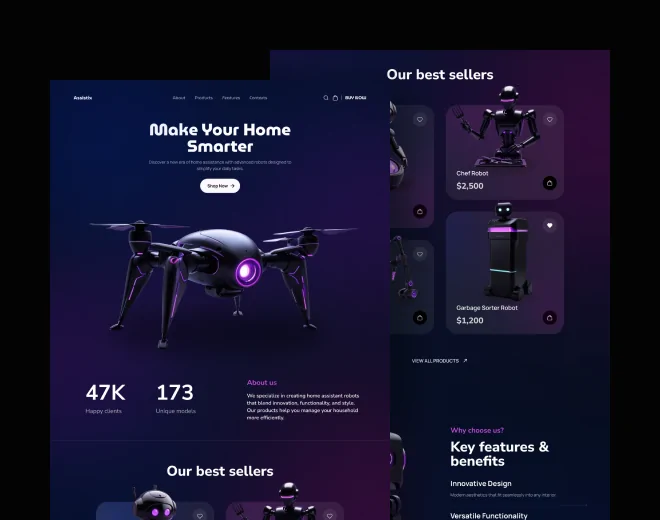 Assistix
About Products Features Contacts
BUY NOW
Make Your Home
Smarter
Discover a new era of home assistance with advanced robots designed to
simplify your daily tasks.
Shop Now
47K
Happy clients
173
Unique models
About us
We specialize in creating home assistant robots
that blend innovation, functionality, and style.
Our products help you manage your household
more efficiently.
Our best sellers
Our best sellers
Chef Robot
$2,500
Garbage Sorter Robot
$1,200
VIEW ALL PRODUCTS
Why choose us?
Key features &
benefits
Innovative Design
Modern aesthetics that fit seamlessly into any interior.
Versatile Functionality